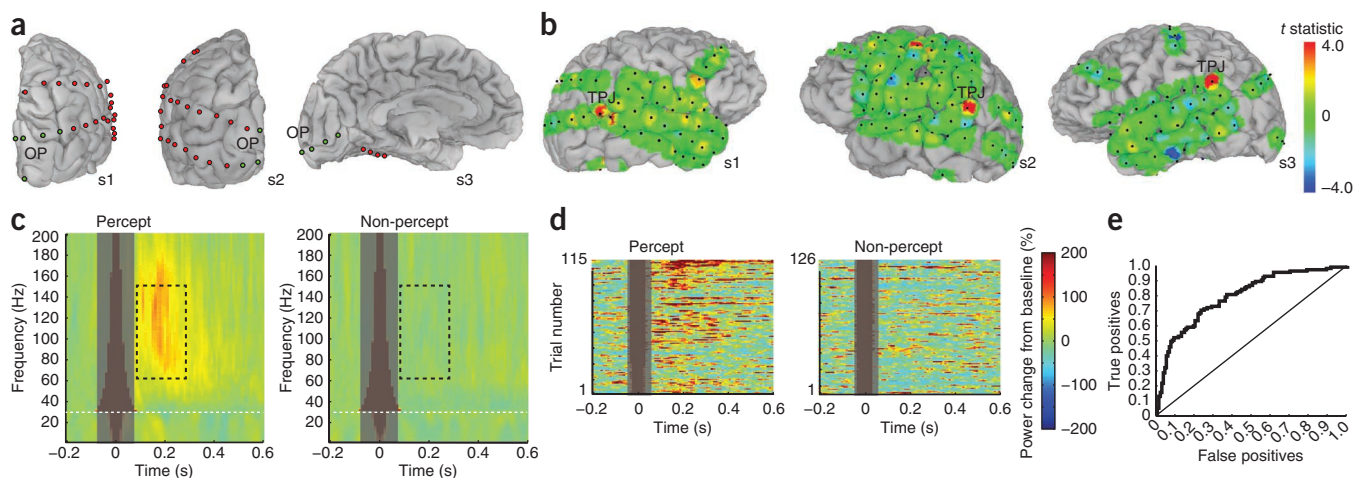 a
OP
s1
OP
s2
OP
s3
b
TPJ
s1
TPJ
s2
TPJ
s3
t statistic
4.0
0
−4.0
c
Percept
Frequency (Hz)
200
180
160
140
120
100
80
60
40
20
−0.2 0 0.2 0.4 0.6
Time (s)
Non-percept
Frequency (Hz)
200
180
160
140
120
100
80
60
40
20
−0.2 0 0.2 0.4 0.6
Time (s)
d
Percept
Trial number
115
1
−0.2 0 0.2 0.4 0.6
Time (s)
Non-percept
126
1
−0.2 0 0.2 0.4 0.6
Time (s)
Power change from baseline (%)
200
100
0
−100
−200
e
True positives
1.0
0.9
0.8
0.7
0.6
0.5
0.4
0.3
0.2
0.1
0
0 0.1 0.2 0.3 0.4 0.5 0.6 0.7 0.8 0.9 1.0
False positives